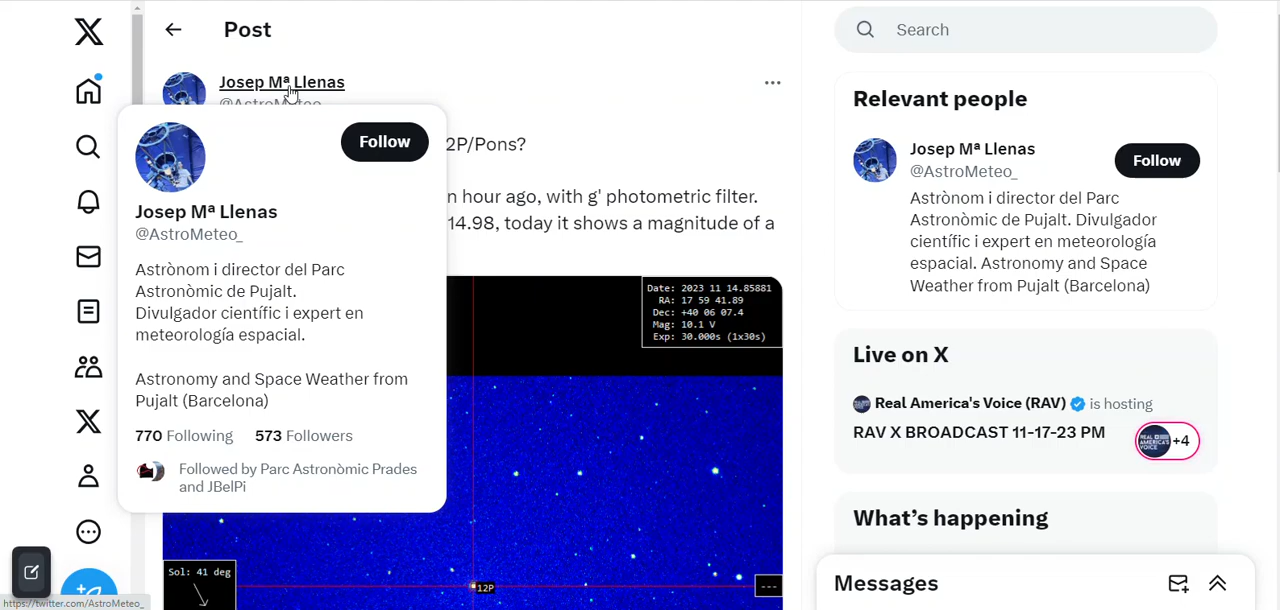 Post
Josep Mª Llenas
Follow
Josep Mª Llenas
@AstroMeteo_
Astrònom i director del Parc
Astronòmic de Pujalt.
Divulgador científic i expert en
meteorología espacial.
Astronomy and Space Weather from
Pujalt (Barcelona)
770 Following 573 Followers
Followed by Parc Astronòmic Prades
and JBelPi
2P/Pons?
n hour ago, with g' photometric filter.
14.98, today it shows a magnitude of a
Date: 2023 11 14.85881
RA: 17 59 41.89
Dec: +40 06 07.4
Mag: 10.1 V
Exp: 30.000s (1x30s)
Sol: 41 deg
12P
---
Search
Relevant people
Josep Mª Llenas
@AstroMeteo_
Follow
Astrònom i director del Parc
Astronòmic de Pujalt. Divulgador
científic i expert en meteorología
espacial. Astronomy and Space
Weather from Pujalt (Barcelona)
Live on X
Real America's Voice (RAV) is hosting
RAV X BROADCAST 11-17-23 PM
REAL AMERICA'S VOICE
+4
What's happening
Messages
https://twitter.com/AstroMeteo_